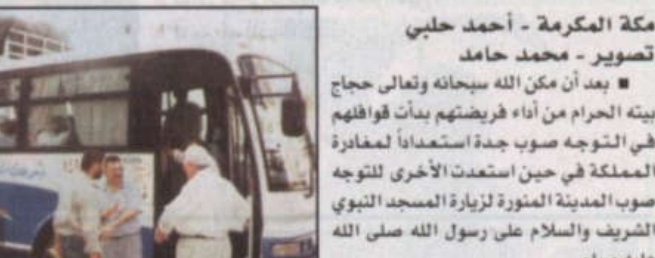 مكة المكرمة - أحمد حلبي
تصوير - محمد حامد
■ بعد أن مكن الله سبحانه وتعالى حجاج
بيته الحرام من أداء فريضتهم بدأت قوافلهم
في التوجه صوب جدة استعداداً لمغادرة
المملكة في حين استعدت الأخرى للتوجه
صوب المدينة المنورة لزيارة المسجد النبوي
الشريف والسلام على رسول الله صلى الله